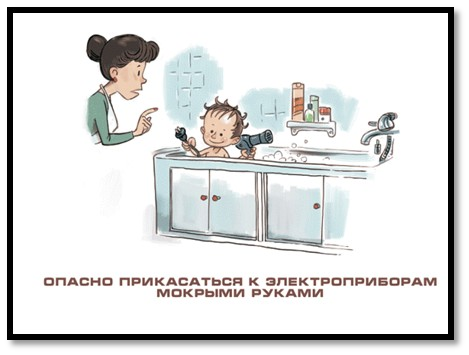 ОПАСНО ПРИКАСАТЬСЯ К ЭЛЕКТРОПРИБОРАМ
МОКРЫМИ РУКАМИ